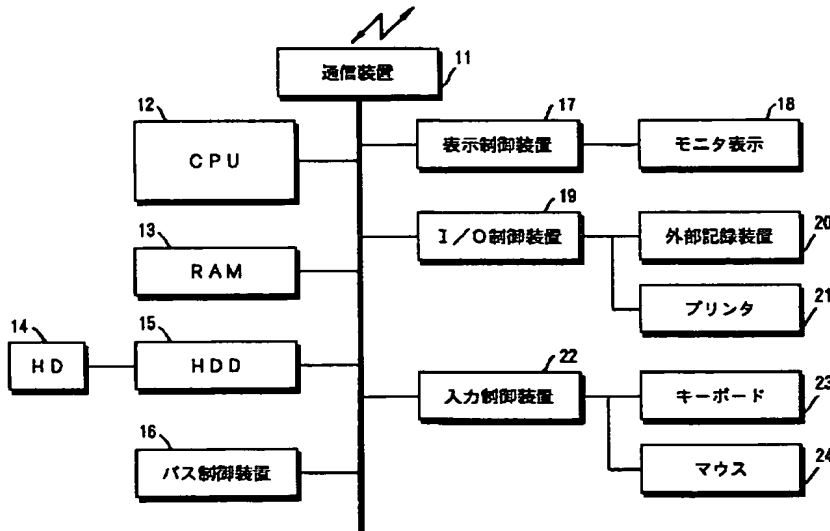 通信装置
11
12
CPU
17
表示制御装置
18
モニタ表示
13
RAM
19
I/O制御装置
外部記録装置
20
プリンタ
21
14
HD
15
HDD
22
入力制御装置
キーボード
23
16
バス制御装置
マウス
24